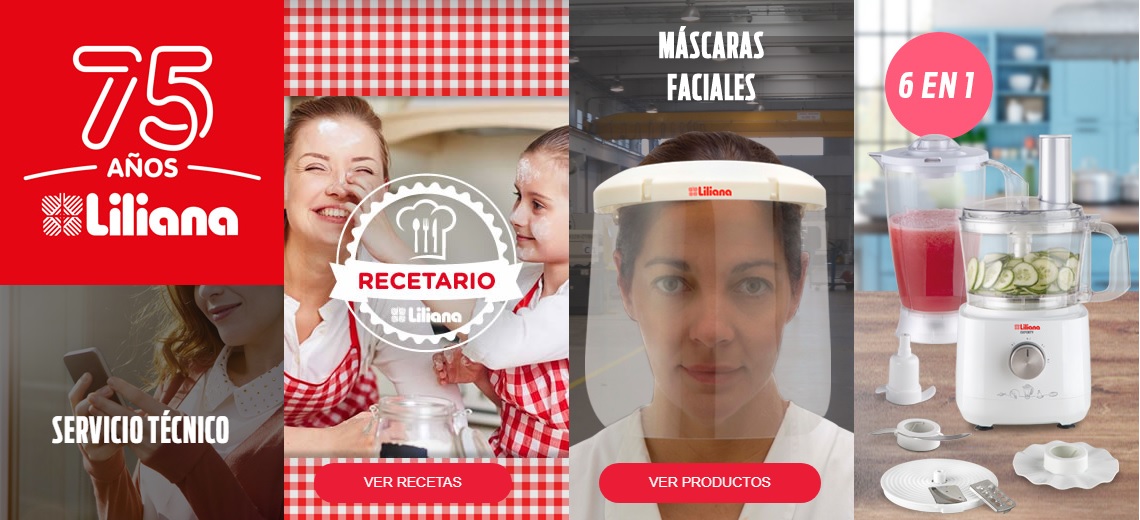 75
AÑOS
Liliana
SERVICIO TÉCNICO
RECETARIO
Liliana
VER RECETAS
MÁSCARAS
FACIALES
Liliana
VER PRODUCTOS
6 EN 1
Liliana